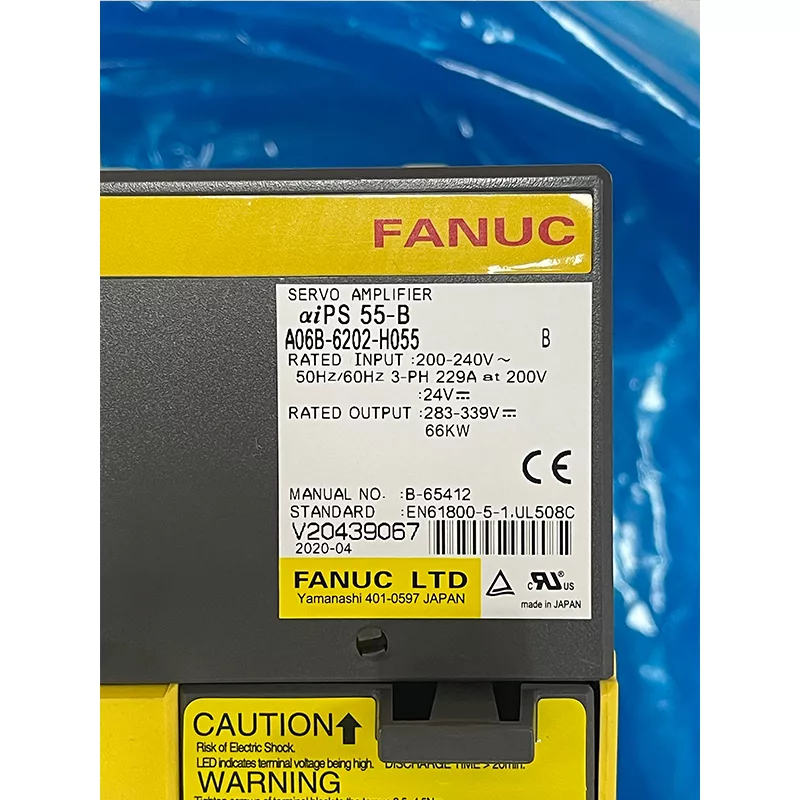 FANUC
SERVO AMPLIFIER
αiPS 55-B
A06B-6202-H055 B
RATED INPUT :200-240V～
50Hz/60Hz 3-PH 229A at 200V
:24V⎓
RATED OUTPUT :283-339V⎓
66KW
CE
MANUAL NO. :B-65412
STANDARD :EN61800-5-1,UL508C
V20439067
2020-04
FANUC LTD
Yamanashi 401-0597 JAPAN
c RU US
made in JAPAN
CAUTION
Risk of Electric Shock.
LED indicates terminal voltage being high. DISCHARGE TIME > 20min.
WARNING